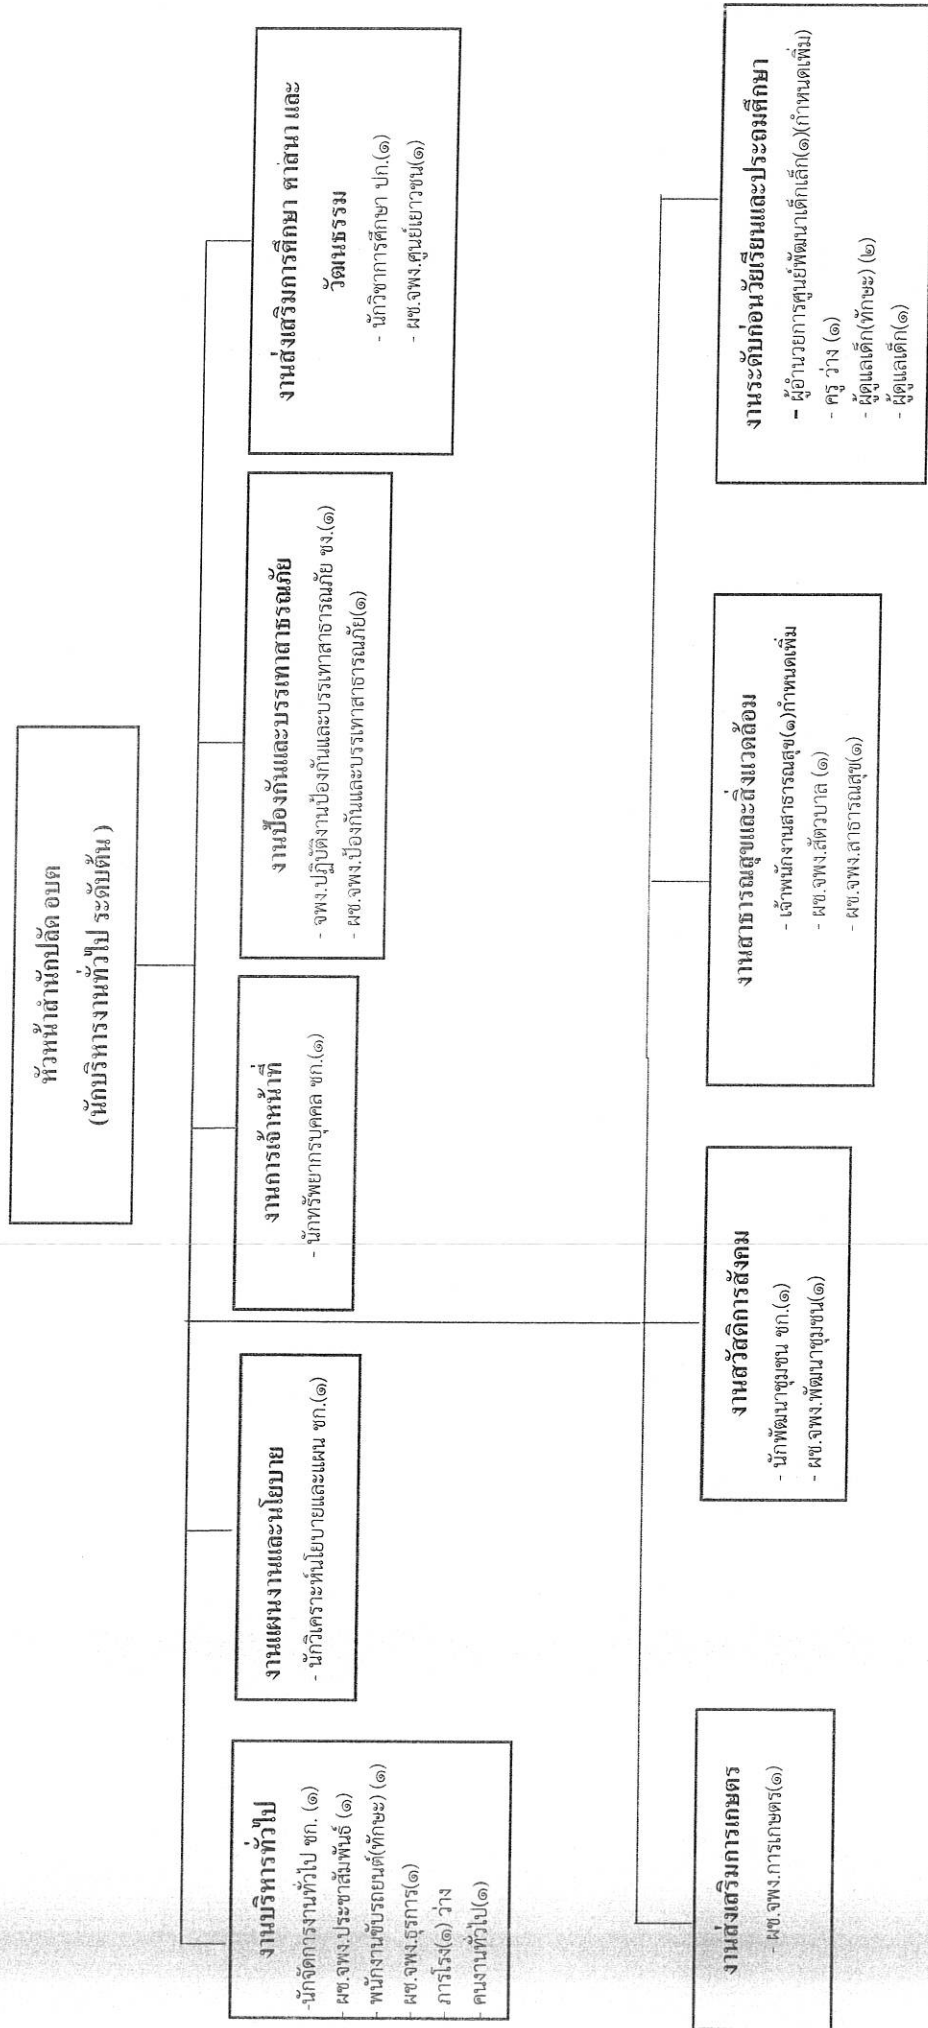 หัวหน้าสำนักปลัด อบต
(นักบริหารงานทั่วไป ระดับต้น )
งานบริหารทั่วไป
-นักจัดการงานทั่วไป ชก. (๑)
ผช.จพง.ประชาสัมพันธ์ (๑)
พนักงานขับรถยนต์(ทักษะ) (๑)
ผช.จพง.ธุรการ(๑)
ภารโรง(๑) ว่าง
คนงานทั่วไป(๑)
งานแผนงานและนโยบาย
- นักวิเคราะห์นโยบายและแผน ชก.(๑)
งานการเจ้าหน้าที่
- นักทรัพยากรบุคคล ชก.(๑)
งานป้องกันและบรรเทาสาธรณภัย
- จพง.ปฏิบัติงานป้องกันและบรรเทาสาธารณภัย ชง.(๑)
- ผช.จพง.ป้องกันและบรรเทาสาธารณภัย(๑)
งานส่งเสริมการศึกษา ศาสนา และ
วัฒนธรรม
- นักวิชาการศึกษา ปก.(๑)
- ผช.จพง.ศูนย์เยาวชน(๑)
งานส่งเสริมการเกษตร
- ผช.จพง.การเกษตร(๑)
งานสวัสดิการสังคม
- นักพัฒนาชุมชน ชก.(๑)
- ผช.จพง.พัฒนาชุมชน(๑)
งานสาธารณสุขและสิ่งแวดล้อม
- เจ้าพนักงานสาธารณสุข(๑)กำหนดเพิ่ม
- ผช.จพง.สัตวบาล (๑)
- ผช.จพง.สาธารณสุข(๑)
งานระดับก่อนวัยเรียนและประถมศึกษา
- ผู้อำนวยการศูนย์พัฒนาเด็กเล็ก(๑)(กำหนดเพิ่ม)
- ครู ว่าง (๑)
- ผู้ดูแลเด็ก(ทักษะ) (๒)
- ผู้ดูแลเด็ก(๑)